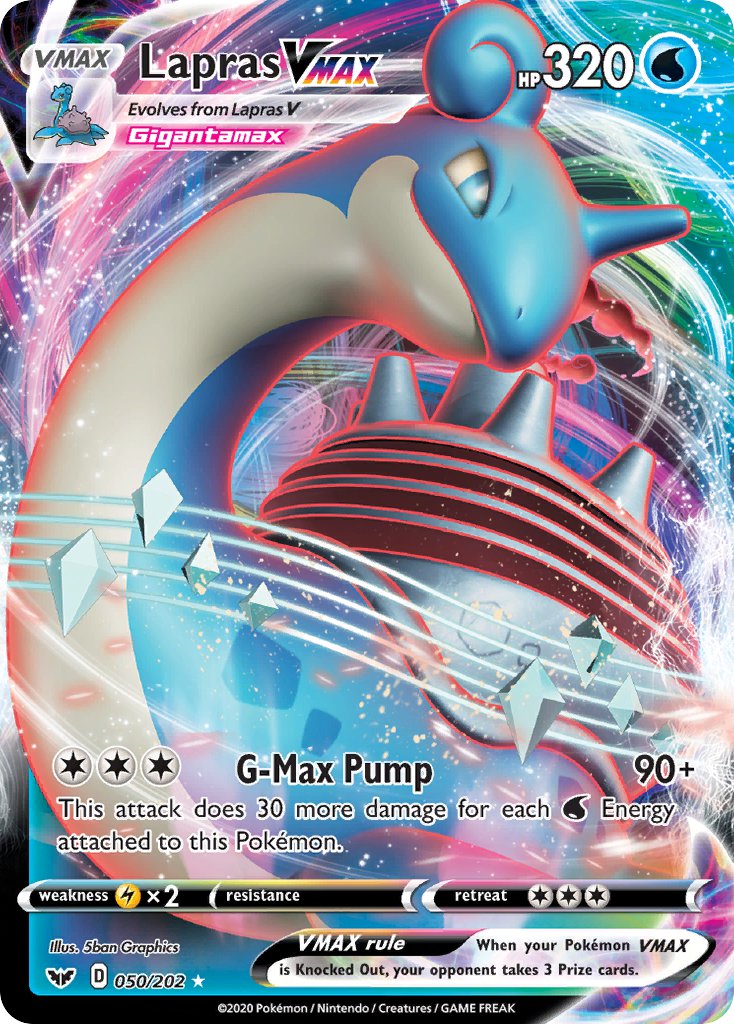 VMAX
Lapras VMAX
HP 320
Evolves from Lapras V
Gigantamax
G-Max Pump 90+
This attack does 30 more damage for each Energy
attached to this Pokémon.
weakness ×2 resistance retreat
Illus. 5ban Graphics
VMAX rule
When your Pokémon VMAX
is Knocked Out, your opponent takes 3 Prize cards.
D 050/202
©2020 Pokémon / Nintendo / Creatures / GAME FREAK